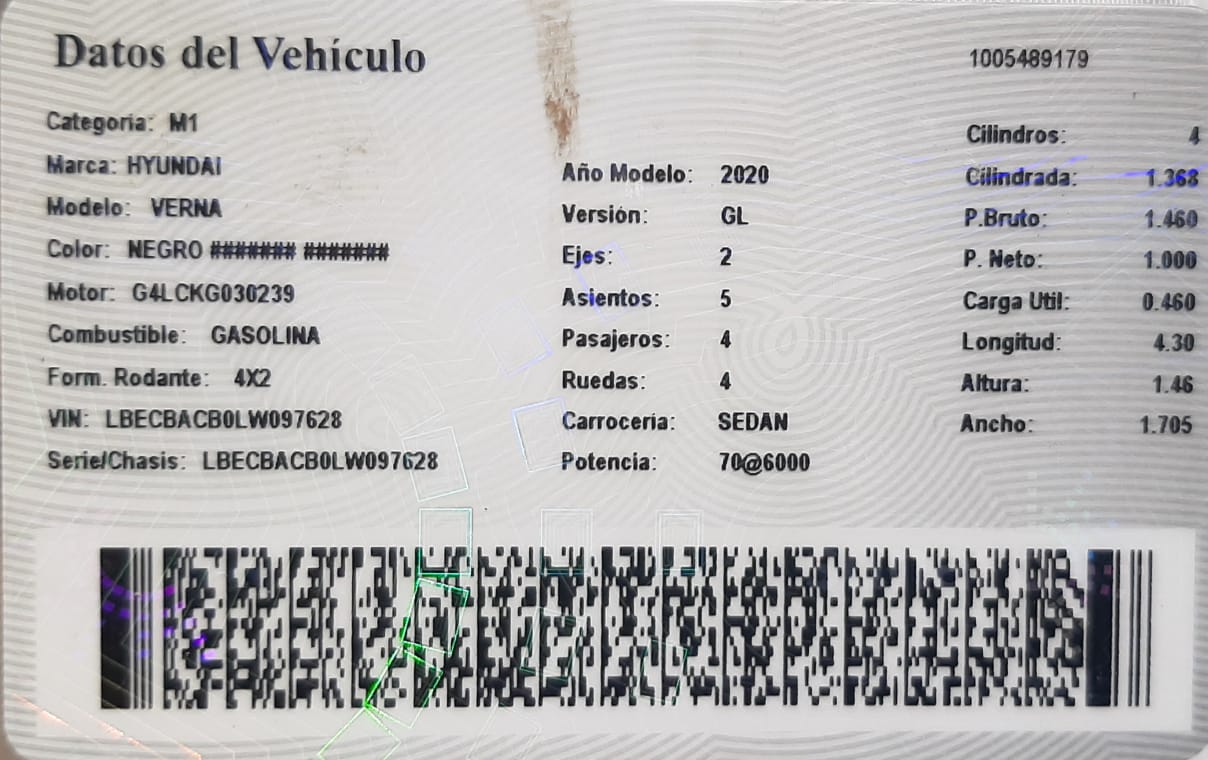 Datos del Vehículo
1005489179
Categoría: M1
Marca: HYUNDAI
Modelo: VERNA
Color: NEGRO ####### #######
Motor: G4LCKG030239
Combustible: GASOLINA
Form. Rodante: 4X2
VIN: LBECBACB0LW097628
Serie/Chasis: LBECBACB0LW097628
Año Modelo: 2020
Versión: GL
Ejes: 2
Asientos: 5
Pasajeros: 4
Ruedas: 4
Carrocería: SEDAN
Potencia: 70@6000
Cilindros: 4
Cilindrada: 1.368
P.Bruto: 1.460
P. Neto: 1.000
Carga Util: 0.460
Longitud: 4.30
Altura: 1.46
Ancho: 1.705